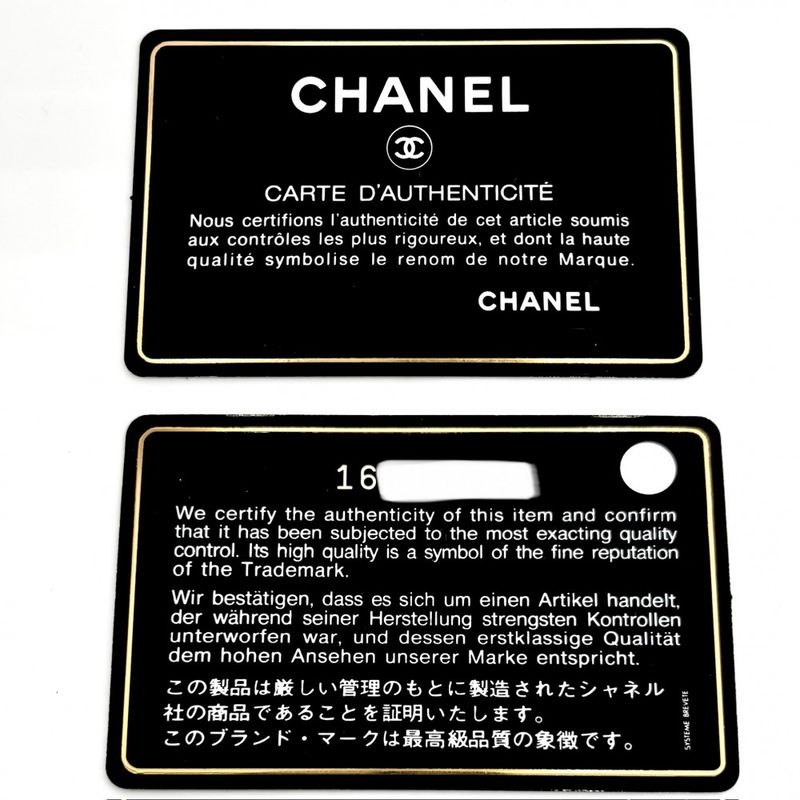 CHANEL
CARTE D'AUTHENTICITÉ
Nous certifions l'authenticité de cet article soumis
aux contrôles les plus rigoureux, et dont la haute
qualité symbolise le renom de notre Marque.
CHANEL
16
We certify the authenticity of this item and confirm
that it has been subjected to the most exacting quality
control. Its high quality is a symbol of the fine reputation
of the Trademark.
Wir bestätigen, dass es sich um einen Artikel handelt,
der während seiner Herstellung strengsten Kontrollen
unterworfen war, und dessen erstklassige Qualität
dem hohen Ansehen unserer Marke entspricht.
この製品は厳しい管理のもとに製造されたシャネル
社の商品であることを証明いたします。
このブランド・マークは最高級品質の象徴です。
SYSTEME BREVETE